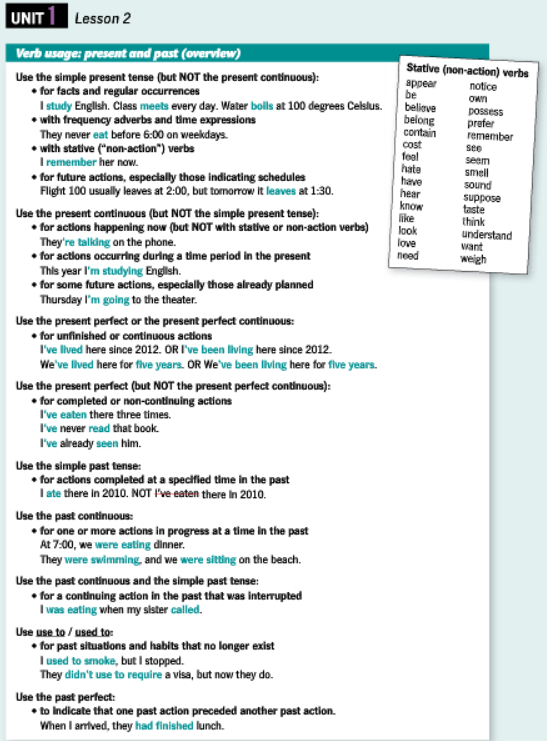 UNIT 1 Lesson 2
Verb usage: present and past (overview)
Use the simple present tense (but NOT the present continuous):
• for facts and regular occurrences
I study English. Class meets every day. Water boils at 100 degrees Celsius.
• with frequency adverbs and time expressions
They never eat before 6:00 on weekdays.
• with stative ("non-action") verbs
I remember her now.
• for future actions, especially those indicating schedules
Flight 100 usually leaves at 2:00, but tomorrow it leaves at 1:30.
Use the present continuous (but NOT the simple present tense):
• for actions happening now (but NOT with stative or non-action verbs)
They're talking on the phone.
• for actions occurring during a time period in the present
This year I'm studying English.
• for some future actions, especially those already planned
Thursday I'm going to the theater.
Use the present perfect or the present perfect continuous:
• for unfinished or continuous actions
I've lived here since 2012. OR I've been living here since 2012.
We've lived here for five years. OR We've been living here for five years.
Use the present perfect (but NOT the present perfect continuous):
• for completed or non-continuing actions
I've eaten there three times.
I've never read that book.
I've already seen him.
Use the simple past tense:
• for actions completed at a specified time in the past
I ate there in 2010. NOT I've eaten there in 2010.
Use the past continuous:
• for one or more actions in progress at a time in the past
At 7:00, we were eating dinner.
They were swimming, and we were sitting on the beach.
Use the past continuous and the simple past tense:
• for a continuing action in the past that was interrupted
I was eating when my sister called.
Use use to / used to:
• for past situations and habits that no longer exist
I used to smoke, but I stopped.
They didn't use to require a visa, but now they do.
Use the past perfect:
• to indicate that one past action preceded another past action.
When I arrived, they had finished lunch.
Stative (non-action) verbs
appear notice
be own
believe possess
belong prefer
contain remember
cost see
feel seem
hate smell
have sound
hear suppose
know taste
like think
look understand
love want
need weigh